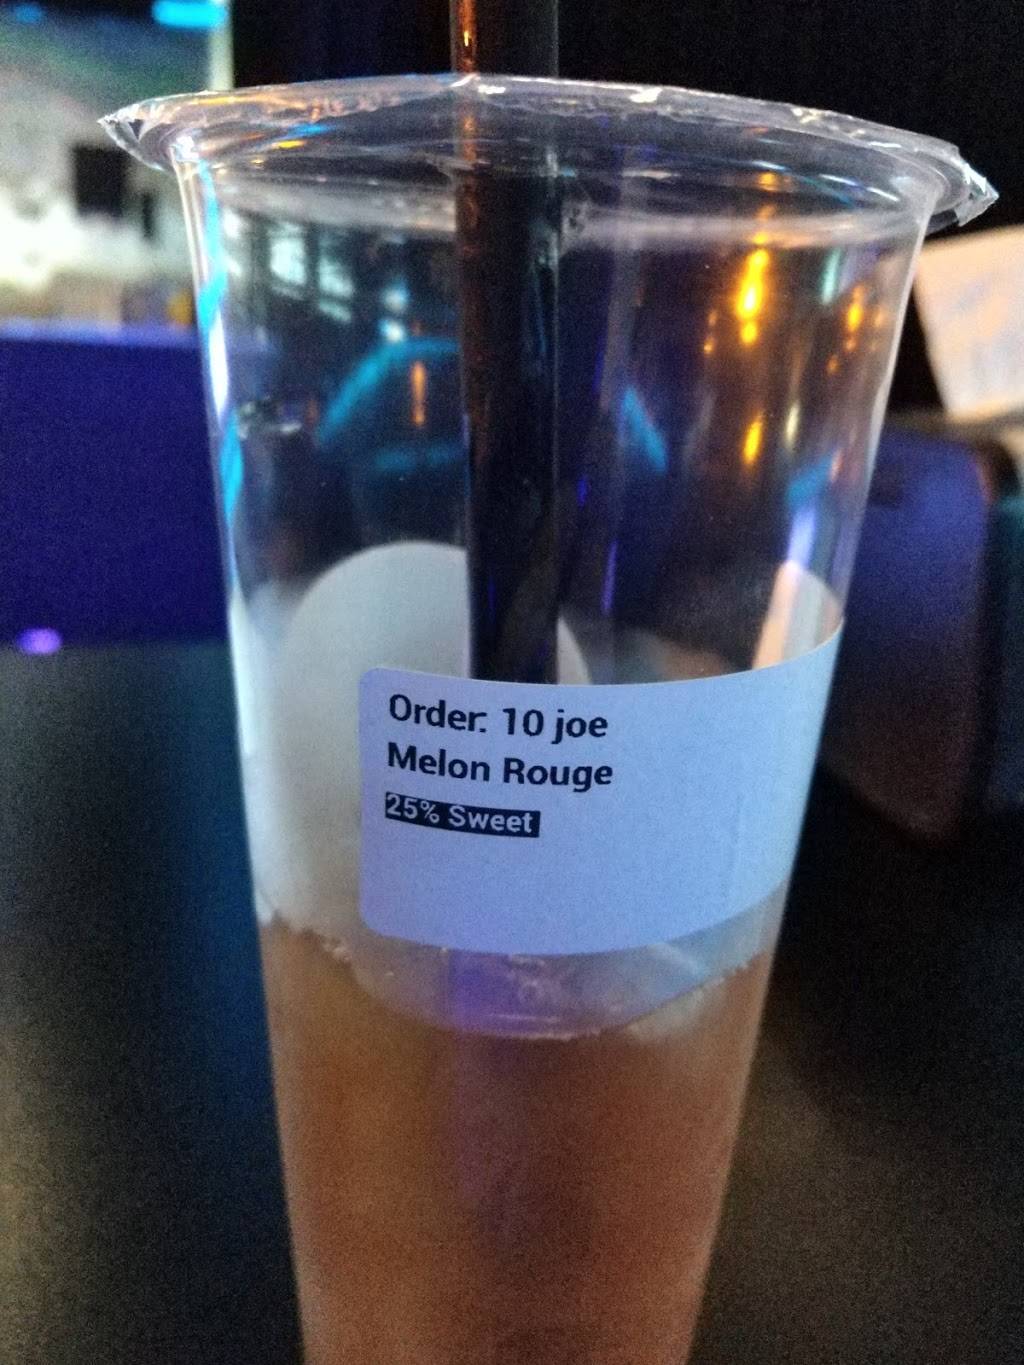 Order: 10 joe
Melon Rouge
25% Sweet